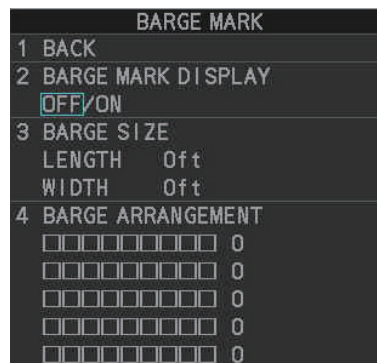 BARGE MARK
1 BACK
2 BARGE MARK DISPLAY
OFF/ON
3 BARGE SIZE
LENGTH 0ft
WIDTH 0ft
4 BARGE ARRANGEMENT
□□□□□□□□□ 0
□□□□□□□□□ 0
□□□□□□□□□ 0
□□□□□□□□□ 0
□□□□□□□□□ 0